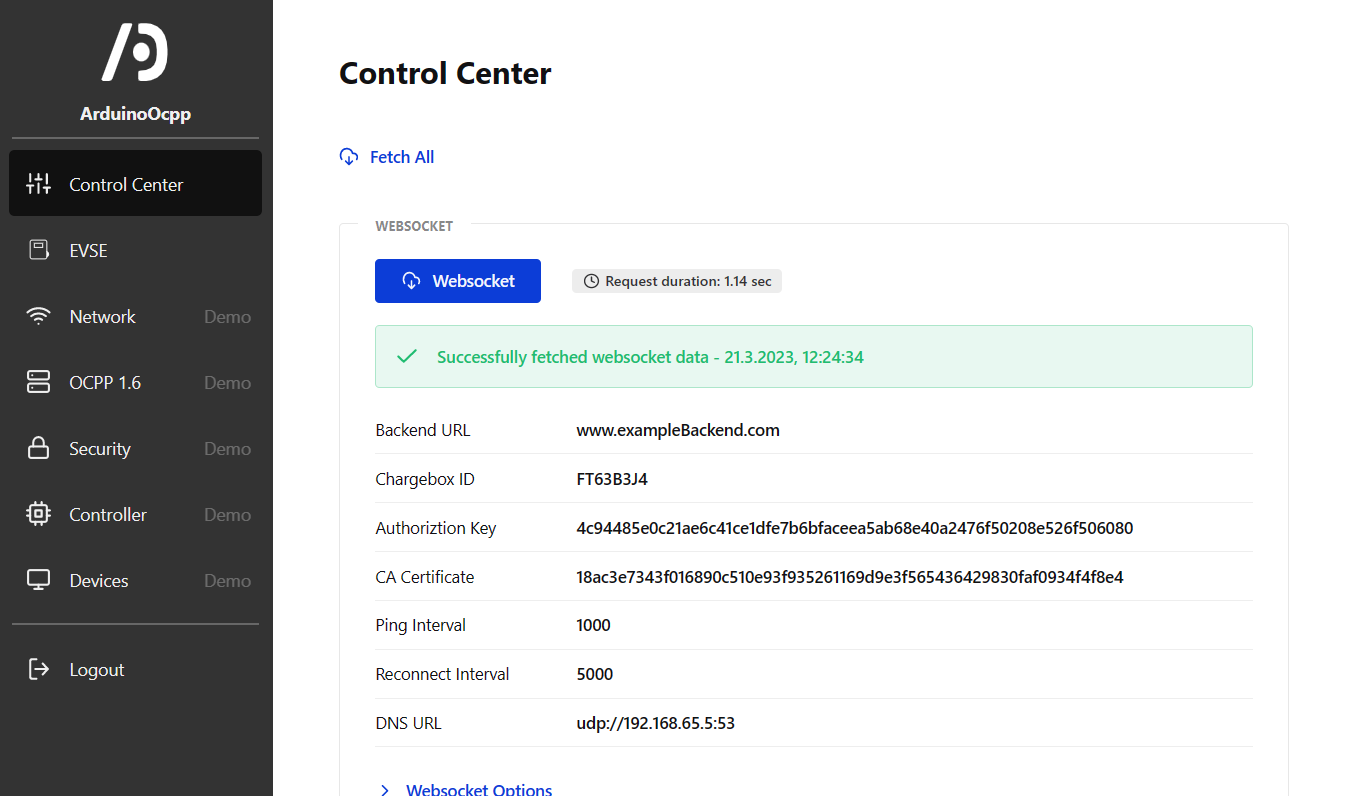 ArduinoOcpp
Control Center
EVSE
Network Demo
OCPP 1.6 Demo
Security Demo
Controller Demo
Devices Demo
Logout
Control Center
Fetch All
WEBSOCKET
Websocket
Request duration: 1.14 sec
Successfully fetched websocket data - 21.3.2023, 12:24:34
Backend URL www.exampleBackend.com
Chargebox ID FT63B3J4
Authoriztion Key 4c94485e0c21ae6c41ce1dfe7b6bfaceea5ab68e40a2476f50208e526f506080
CA Certificate 18ac3e7343f016890c510e93f935261169d9e3f565436429830faf0934f4f8e4
Ping Interval 1000
Reconnect Interval 5000
DNS URL udp://192.168.65.5:53
Websocket Options